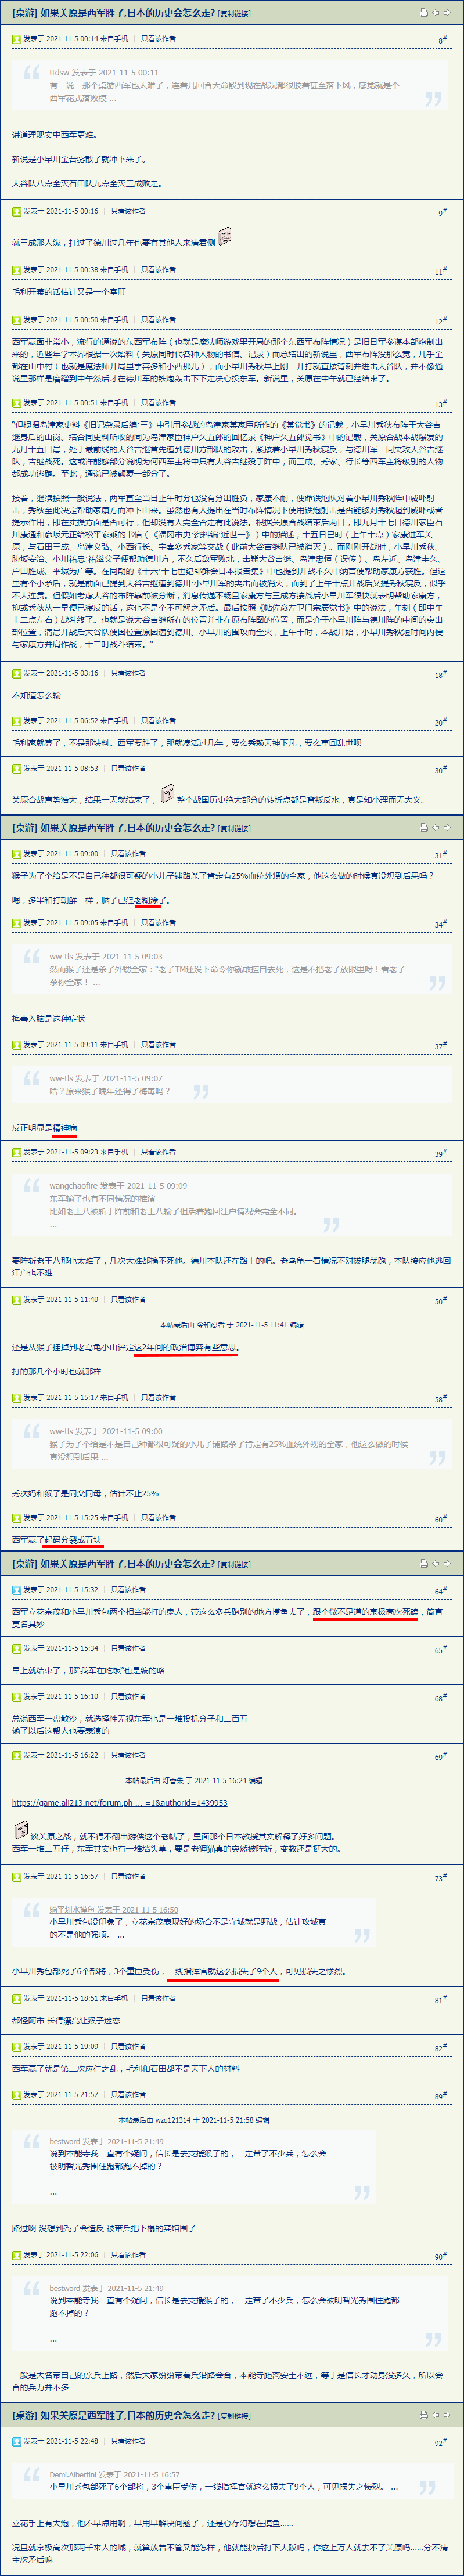 [桌游] 如果关原是西军胜了,日本的历史会怎么走? [复制链接]
发表于 2021-11-5 00:14 来自手机 | 只看该作者
8#
ttdsw 发表于 2021-11-5 00:11
有一说一那个桌游西军也太难了，连着几回合天命骰到现在战况都很胶着甚至落下风，感觉就是个
西军花式落败模 ...
讲道理现实中西军更难。
新说是小早川金吾雾散了就冲下来了。
大谷队八点全灭石田队九点全灭三成败走。
发表于 2021-11-5 00:16 | 只看该作者
9#
就三成那人缘，扛过了德川过几年也要有其他人来清君侧
发表于 2021-11-5 00:38 来自手机 | 只看该作者
11#
毛利开幕的话估计又是一个室町
发表于 2021-11-5 00:50 来自手机 | 只看该作者
12#
西军赢面非常小，流行的通说的东西军布阵（也就是魔法师游戏里开局的那个东西军布阵情况）是旧日军参谋本部炮制出
来的，近些年学术界根据一次始料（关原同时代各种人物的书信、记录）而总结出的新说里，西军布阵没那么宽，几乎全
都在山中村（也就是魔法师开局里宇喜多和小西那儿），而小早川秀秋早上刚一开打就直接背刺并进击大谷队，并不像通
说里那样是磨蹭到中午然后才在德川军的铁炮轰击下下定决心投东军。新说里，关原在中午就已经结束了。
发表于 2021-11-5 00:51 来自手机 | 只看该作者
13#
“但根据岛津家史料《旧记杂录后编·三》中引用参战的岛津家某家臣所作的《某觉书》的记载，小早川秀秋布阵于大谷吉
继身后的山岗。结合同史料所收的同为岛津家臣神户久五郎的回忆录《神户久五郎觉书》中的记载，关原合战本战爆发的
九月十五日晨，处于最前线的大谷吉继首先遭到德川方部队的攻击，紧接着小早川秀秋寝反，与德川军一同夹攻大谷吉继
队，吉继战死。这或许能够部分说明为何西军主将中只有大谷吉继殁于阵中，而三成、秀家、行长等西军主将级别的人物
都成功逃跑。至此，通说已被颠覆一部分了。
接着，继续按照一般说法，两军直至当日正午时分也没有分出胜负，家康不耐，便命铁炮队对着小早川秀秋阵中威吓射
击，秀秋至此决定帮助家康方而冲下山来。虽然也有人提出在当时布阵情况下使用铁炮射击是否能够对秀秋起到威吓或者
提示作用，即在实操方面是否可行，但却没有人完全否定有此说法。根据关原合战结束后两日，即九月十七日德川家臣石
川康通和彦坂元正给松平家乘的书信（《福冈市史·资料编·近世一》）中的描述，十五日巳时（上午十点）家康进军关
原，与石田三成、岛津义弘、小西行长、宇喜多秀家等交战（此前大谷吉继队已被消灭）。而刚刚开战时，小早川秀秋、
胁坂安治、小川祐忠·祐滋父子便帮助德川方，不久后敌军败北，击毙大谷吉继、岛津忠恒（误传）、岛左近、岛津丰久、
户田胜成、平塚为广等。在同期的《十六·十七世纪耶稣会日本报告集》中也提到开战不久中纳言便帮助家康方获胜。但这
里有个小矛盾，就是前面已提到大谷吉继遭到德川·小早川军的夹击而被消灭，而到了上午十点开战后又提秀秋寝反，似乎
不大连贯。但假如考虑大谷的布阵靠前被分断，消息传递不畅且家康方与三成方接战后小早川军很快就表明帮助家康方，
抑或秀秋从一早便已寝反的话，这也不是个不可解之矛盾。最后按照《帖佐彦左卫门宗辰觉书》中的说法，午刻（即中午
十二点左右）战斗终了。也就是说大谷吉继所在的位置并非在原布阵图的位置，而是介于小早川阵与德川阵的中间的突出
部位置，清晨开战后大谷队便因位置原因遭到德川、小早川的围攻而全灭，上午十时，本战开始，小早川秀秋短时间内便
与家康方并肩作战，十二时战斗结束。”
发表于 2021-11-5 03:16 | 只看该作者
18#
不知道怎么输
发表于 2021-11-5 06:52 来自手机 | 只看该作者
20#
毛利家就算了，不是那块料。西军要胜了，那就凑活过几年，要么秀赖天神下凡，要么重回乱世呗
发表于 2021-11-5 08:53 | 只看该作者
30#
关原合战声势浩大，结果一天就结束了， 整个战国历史绝大部分的转折点都是背叛反水，真是知小理而无大义。
[桌游] 如果关原是西军胜了,日本的历史会怎么走? [复制链接]
发表于 2021-11-5 09:00 | 只看该作者
31#
猴子为了个给是不是自己种都很可疑的小儿子铺路杀了肯定有25%血统外甥的全家，他这么做的时候真没想到后果吗？
嗯，多半和打朝鲜一样，脑子已经老糊涂了。
发表于 2021-11-5 09:05 来自手机 | 只看该作者
34#
ww-tls 发表于 2021-11-5 09:03
然而猴子还是杀了外甥全家：“老子TM还没下命令你就敢擅自去死，这是不把老子放眼里呀！看老子
杀你全家！ ...
梅毒入脑是这种症状
发表于 2021-11-5 09:11 来自手机 | 只看该作者
37#
ww-tls 发表于 2021-11-5 09:07
啥？原来猴子晚年还得了梅毒吗？
反正明显是精神病
发表于 2021-11-5 09:23 来自手机 | 只看该作者
39#
wangchaofire 发表于 2021-11-5 09:09
东军输了也有不同情况的推演
比如老王八被斩于阵前和老王八输了但活着跑回江户情况会完全不同。
...
要阵斩老王八那也太难了，几次大难都搞不死他。德川本队还在路上的吧。老乌龟一看情况不对拔腿就跑，本队接应他逃回
江户也不难
发表于 2021-11-5 11:40 | 只看该作者
50#
本帖最后由 令和忍者 于 2021-11-5 11:41 编辑
还是从猴子挂掉到老乌龟小山评定这2年间的政治博弈有些意思。
打的那几个小时也就那样
发表于 2021-11-5 15:17 来自手机 | 只看该作者
58#
ww-tls 发表于 2021-11-5 09:00
猴子为了个给是不是自己种都很可疑的小儿子铺路杀了肯定有25%血统外甥的全家，他这么做的时候
真没想到后果 ...
秀次妈和猴子是同父同母，估计不止25%
发表于 2021-11-5 15:25 来自手机 | 只看该作者
60#
西军赢了起码分裂成五块
[桌游] 如果关原是西军胜了,日本的历史会怎么走? [复制链接]
发表于 2021-11-5 15:32 | 只看该作者
64#
西军立花宗茂和小早川秀包两个相当能打的鬼人，带这么多兵跑别的地方摸鱼去了，跟个微不足道的京极高次死磕，简直
莫名其妙
发表于 2021-11-5 15:34 | 只看该作者
65#
早上就结束了，那“我军在吃饭”也是编的咯
发表于 2021-11-5 16:10 | 只看该作者
68#
总说西军一盘散沙，就选择性无视东军也是一堆投机分子和二百五
输了以后这帮人也要表演的
发表于 2021-11-5 16:22 | 只看该作者
69#
本帖最后由 灯香朱 于 2021-11-5 16:24 编辑
https://game.ali213.net/forum.ph ... =1&authorid=1439953
谈关原之战，就不得不翻出游侠这个老帖了，里面那个日本教授其实解释了好多问题。
西军一堆二五仔，东军其实也有一堆墙头草，要是老狸猫真的突然被阵斩，变数还是挺大的。
发表于 2021-11-5 16:57 | 只看该作者
73#
躺平划水摸鱼 发表于 2021-11-5 16:50
小早川秀包没印象了，立花宗茂表现好的场合不是守城就是野战，估计攻城真
的不是他的强项。 ...
小早川秀包部死了6个部将，3个重臣受伤，一线指挥官就这么损失了9个人，可见损失之惨烈。
发表于 2021-11-5 18:51 来自手机 | 只看该作者
81#
都怪阿市 长得漂亮让猴子迷恋
发表于 2021-11-5 19:09 | 只看该作者
82#
西军赢了就是第二次应仁之乱，毛利和石田都不是天下人的材料
发表于 2021-11-5 21:57 | 只看该作者
89#
本帖最后由 wzq121314 于 2021-11-5 21:58 编辑
bestword 发表于 2021-11-5 21:49
说到本能寺我一直有个疑问，信长是去支援猴子的，一定带了不少兵，怎么会
被明智光秀围住跑都跑不掉的？
...
路过啊 没想到秃子会造反 被带兵把下榻的宾馆围了
发表于 2021-11-5 22:06 | 只看该作者
90#
bestword 发表于 2021-11-5 21:49
说到本能寺我一直有个疑问，信长是去支援猴子的，一定带了不少兵，怎么会被明智光秀围住跑都
跑不掉的？
...
一般是大名带自己的亲兵上路，然后大家纷纷带着兵沿路会合，本能寺距离安土不远，等于是信长才动身没多久，所以会
合的兵力并不多
[桌游] 如果关原是西军胜了,日本的历史会怎么走? [复制链接]
发表于 2021-11-5 22:48 | 只看该作者
92#
Demi.Albertini 发表于 2021-11-5 16:57
小早川秀包部死了6个部将，3个重臣受伤，一线指挥官就这么损失了9个人，可见损失之惨烈。 ...
立花手上有大炮，他不早点用啊，早用早解决问题了，还是心存幻想在摸鱼......
况且就京极高次那两千来人的城，就算放着不管又能怎样，他就能抄后打下大阪吗，你这上万人就去不了关原吗......分不清
主次矛盾嘛